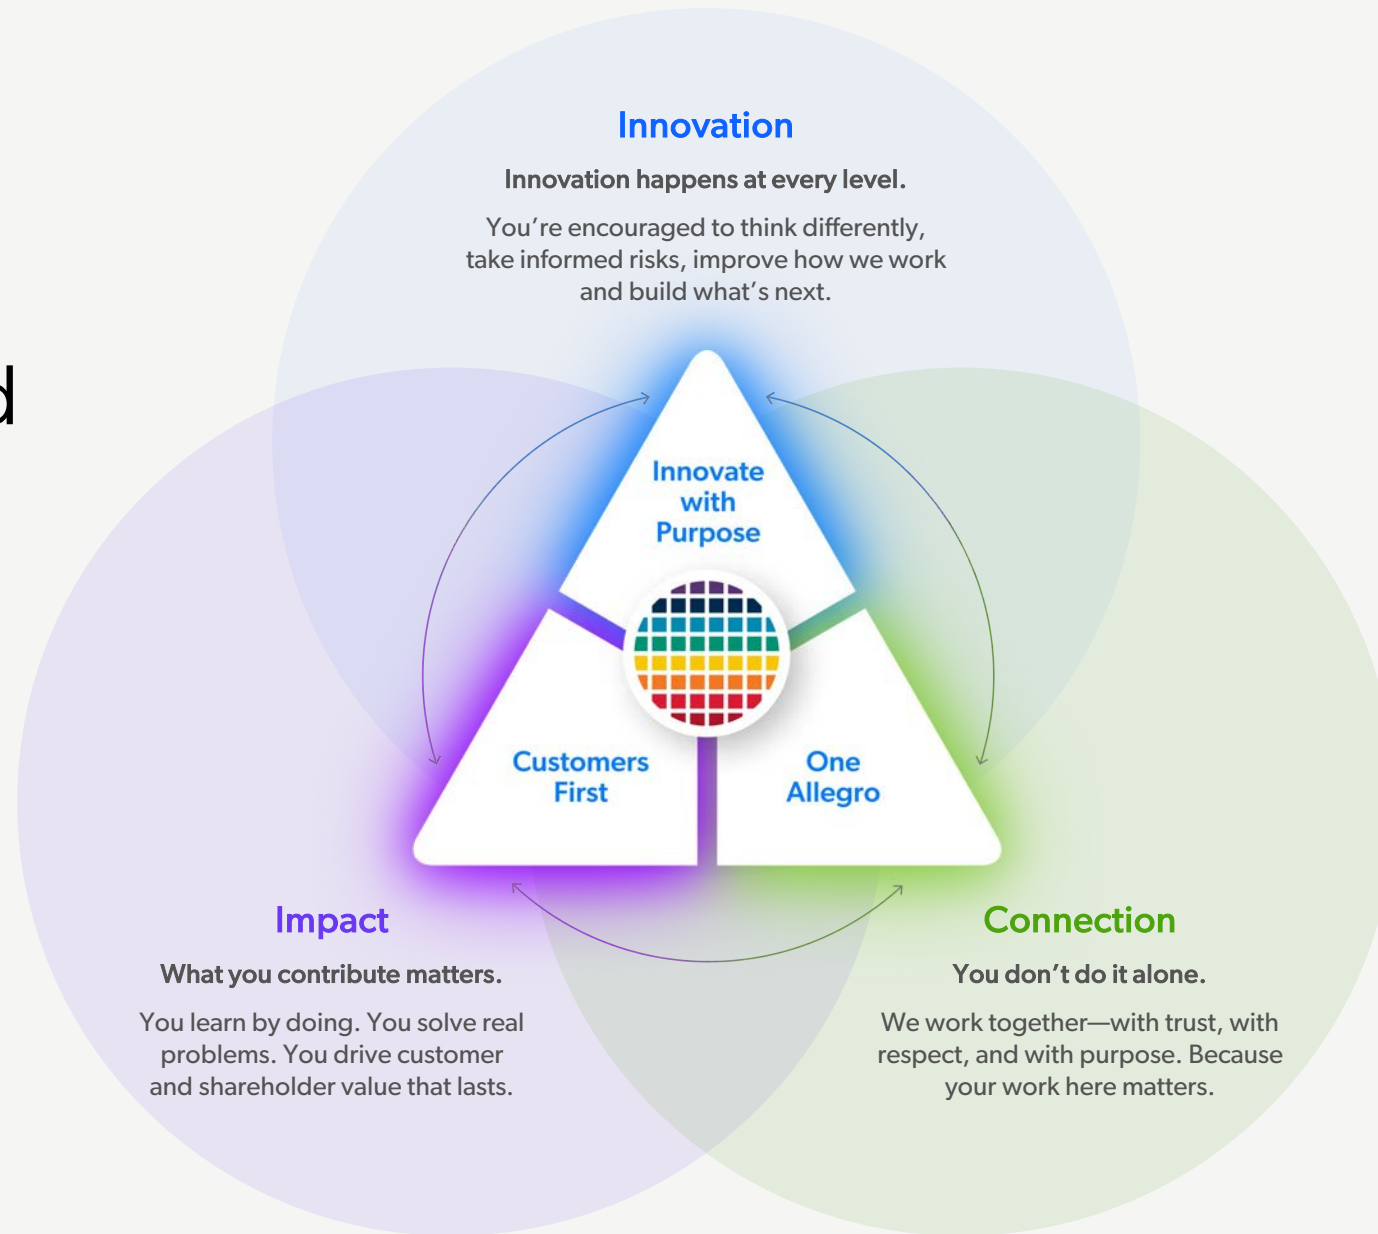 Innovation
Innovation happens at every level.
You’re encouraged to think differently,
take informed risks, improve how we work
and build what’s next.
d
Innovate
with
Purpose
Customers
First
One
Allegro
Impact
What you contribute matters.
You learn by doing. You solve real
problems. You drive customer
and shareholder value that lasts.
Connection
You don’t do it alone.
We work together—with trust, with
respect, and with purpose. Because
your work here matters.